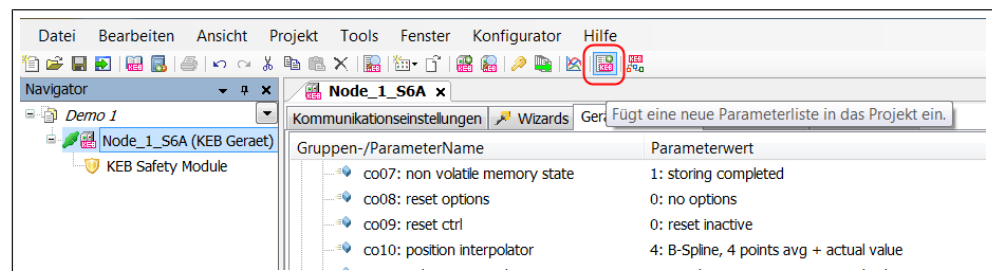 Datei Bearbeiten Ansicht Projekt Tools Fenster Konfigurator Hilfe
Navigator
Node_1_S6A x
Demo 1
Kommunikationseinstellungen Wizards Gerä
Fügt eine neue Parameterliste in das Projekt ein.
Node_1_S6A (KEB Geraet)
KEB Safety Module
Gruppen-/ParameterName Parameterwert
co07: non volatile memory state 1: storing completed
co08: reset options 0: no options
co09: reset ctrl 0: reset inactive
co10: position interpolator 4: B-Spline, 4 points avg + actual value